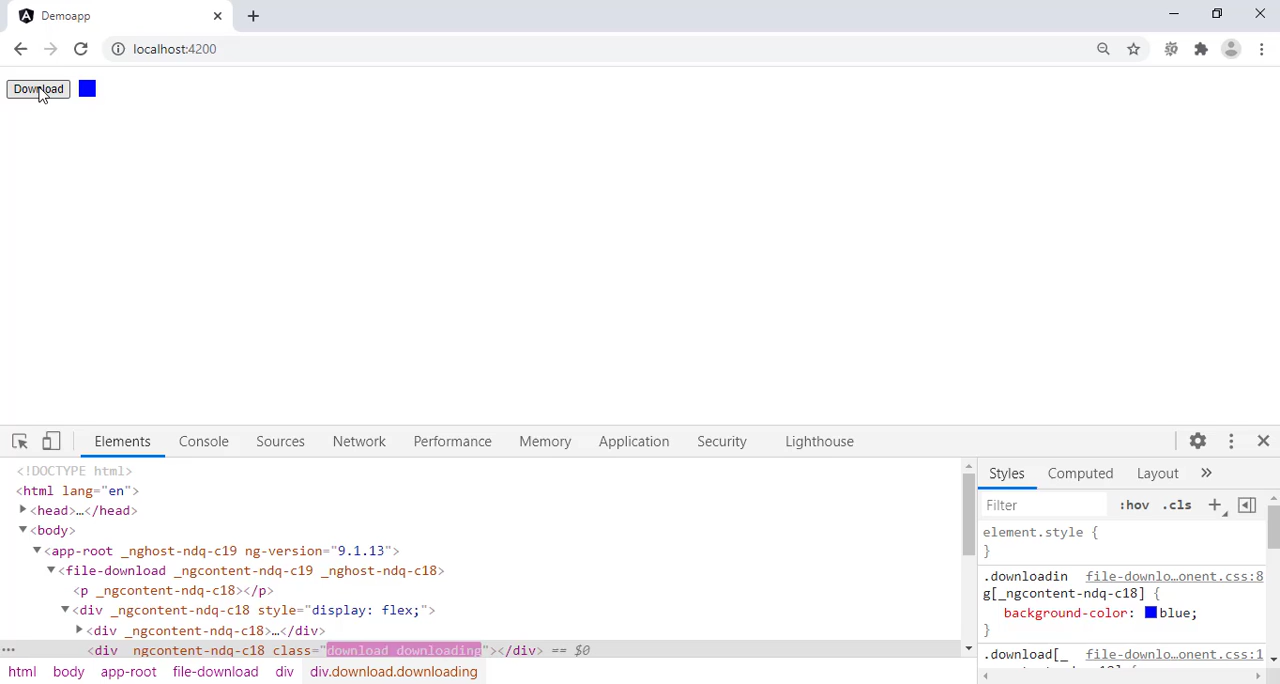 Demoapp
localhost:4200
Download
Elements Console Sources Network Performance Memory Application Security Lighthouse
<!DOCTYPE html>
<html lang="en">
<head>…</head>
<body>
<app-root _nghost-ndq-c19 ng-version="9.1.13">
<file-download _ngcontent-ndq-c19 _nghost-ndq-c18>
<p _ngcontent-ndq-c18></p>
<div _ngcontent-ndq-c18 style="display: flex;">
<div _ngcontent-ndq-c18>…</div>
<div _ngcontent-ndq-c18 class="download downloading"></div> == $0
html body app-root file-download div div.download.downloading
Styles Computed Layout
Filter :hov .cls
element.style {
}
.downloadin file-downlo…onent.css:8
g[_ngcontent-ndq-c18] {
background-color: blue;
}
.download[_ file-downlo…onent.css:1